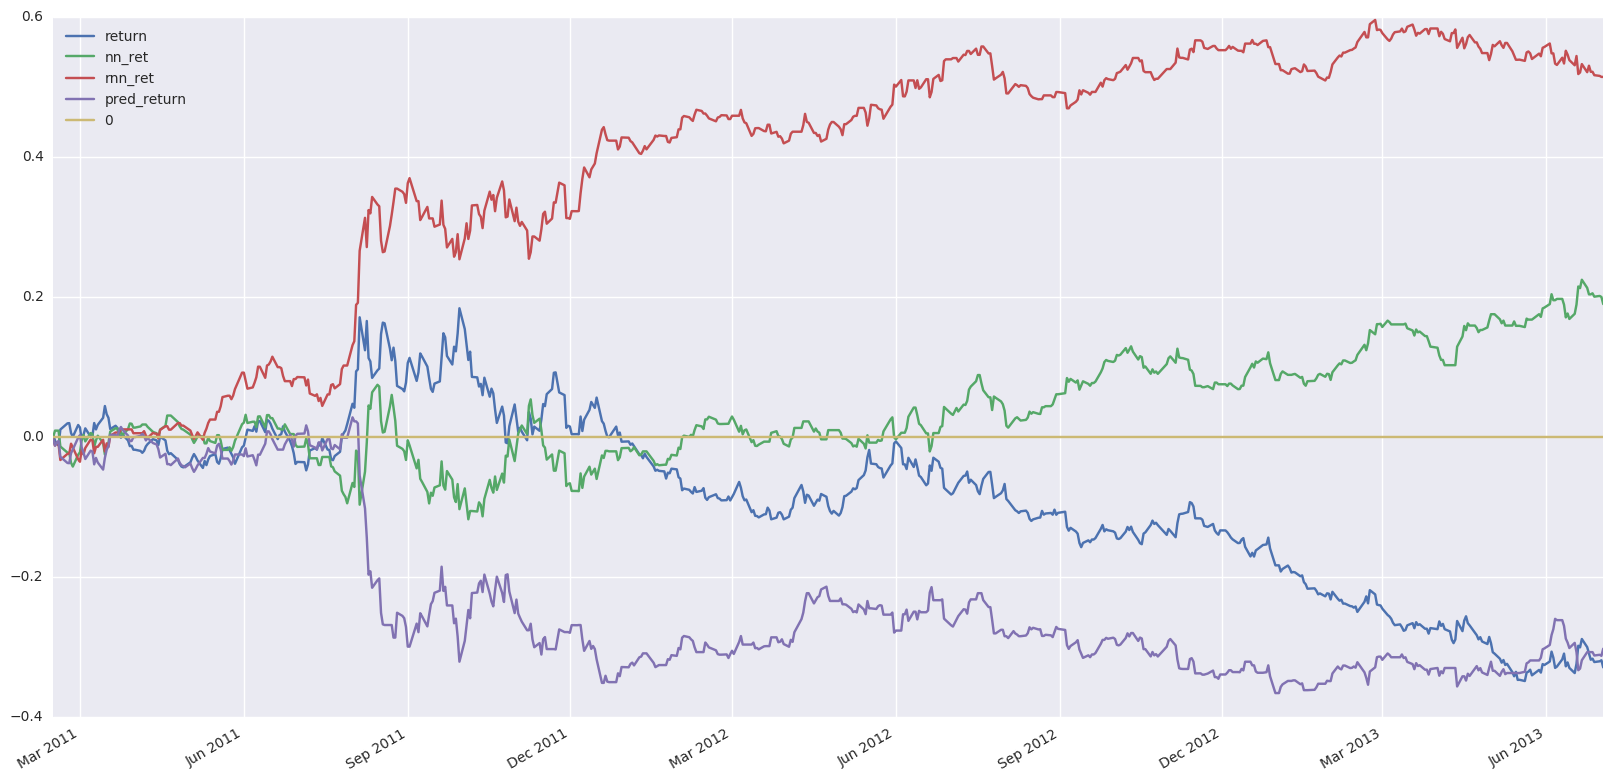 0.6
0.4
0.2
0.0
−0.2
−0.4
return
nn_ret
rnn_ret
pred_return
0
Mar 2011
Jun 2011
Sep 2011
Dec 2011
Mar 2012
Jun 2012
Sep 2012
Dec 2012
Mar 2013
Jun 2013